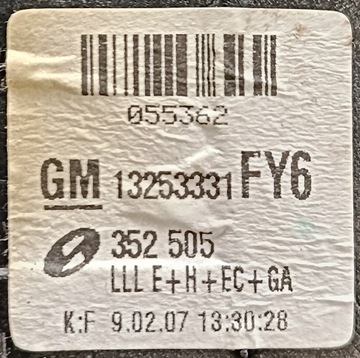 055362
GM 13253331 FY6
352 505
LLL E+H+EC+GA
K:F 9.02.07 13:30:28